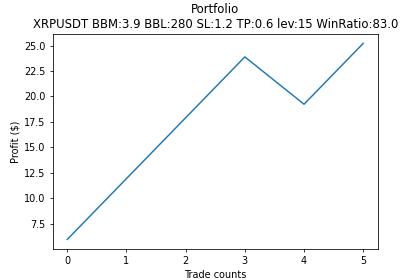 Portfolio
XRPUSDT BBM:3.9 BBL:280 SL:1.2 TP:0.6 lev:15 WinRatio:83.0
25.0
22.5
20.0
17.5
15.0
12.5
10.0
7.5
Profit ($)
0 1 2 3 4 5
Trade counts